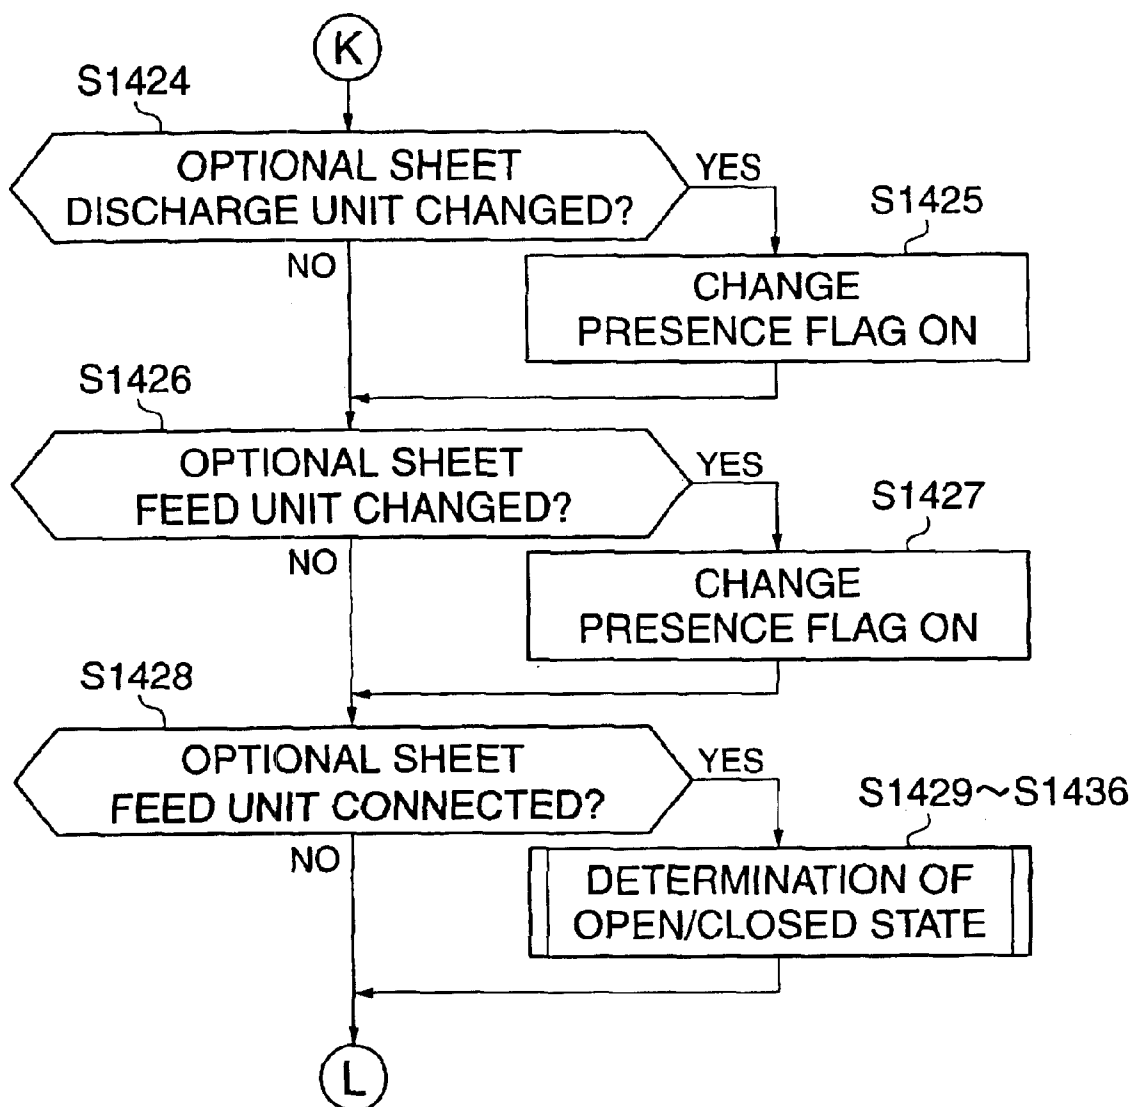 K
S1424
OPTIONAL SHEET
DISCHARGE UNIT CHANGED?
YES
NO
S1425
CHANGE
PRESENCE FLAG ON
S1426
OPTIONAL SHEET
FEED UNIT CHANGED?
YES
NO
S1427
CHANGE
PRESENCE FLAG ON
S1428
OPTIONAL SHEET
FEED UNIT CONNECTED?
YES
NO
S1429～S1436
DETERMINATION OF
OPEN/CLOSED STATE
L